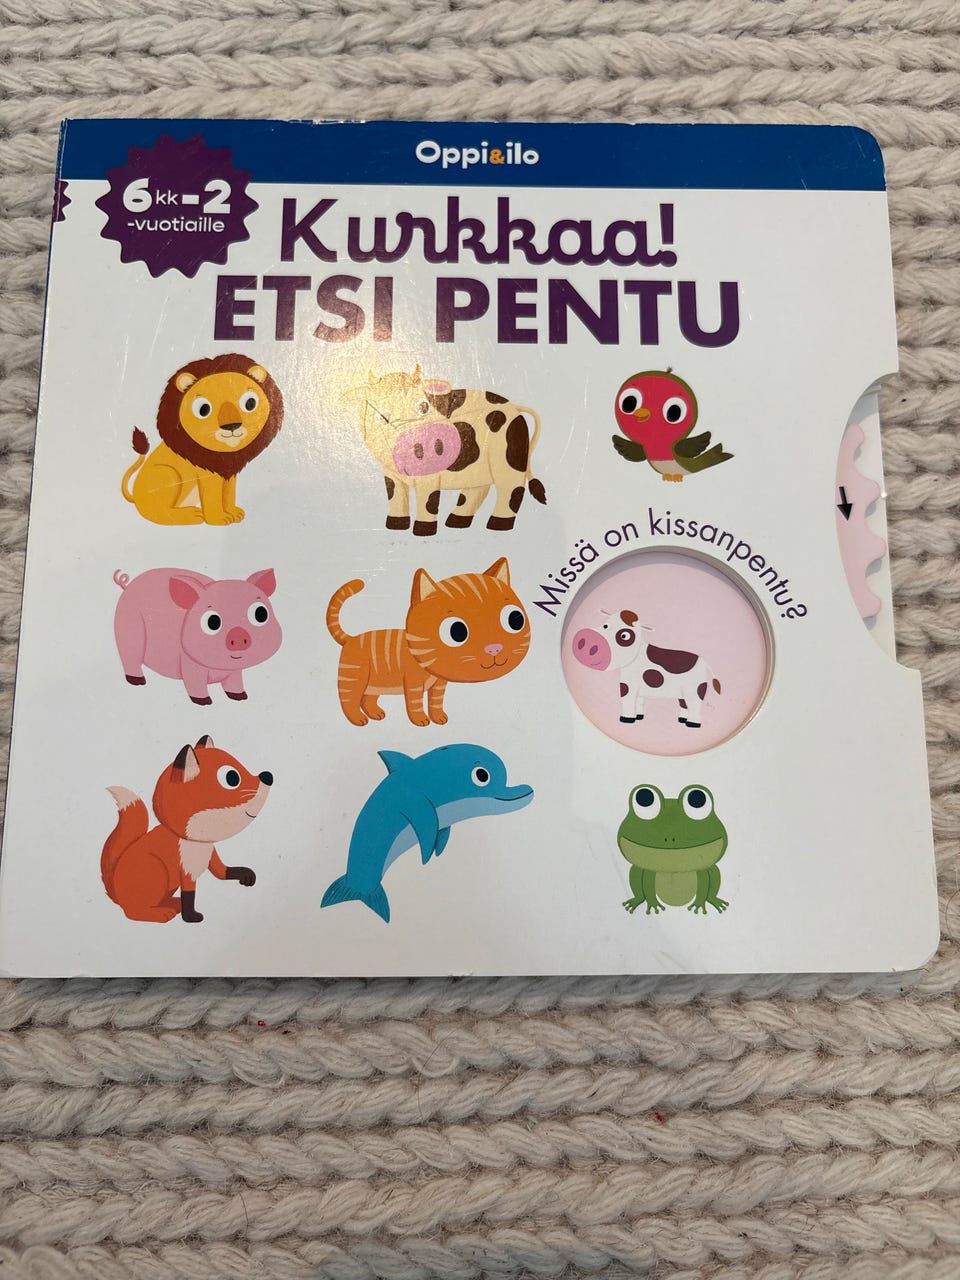 Oppi&ilo
6kk-2
-vuotiaille
Kurkkaa!
ETSI PENTU
Missä on kissanpentu?